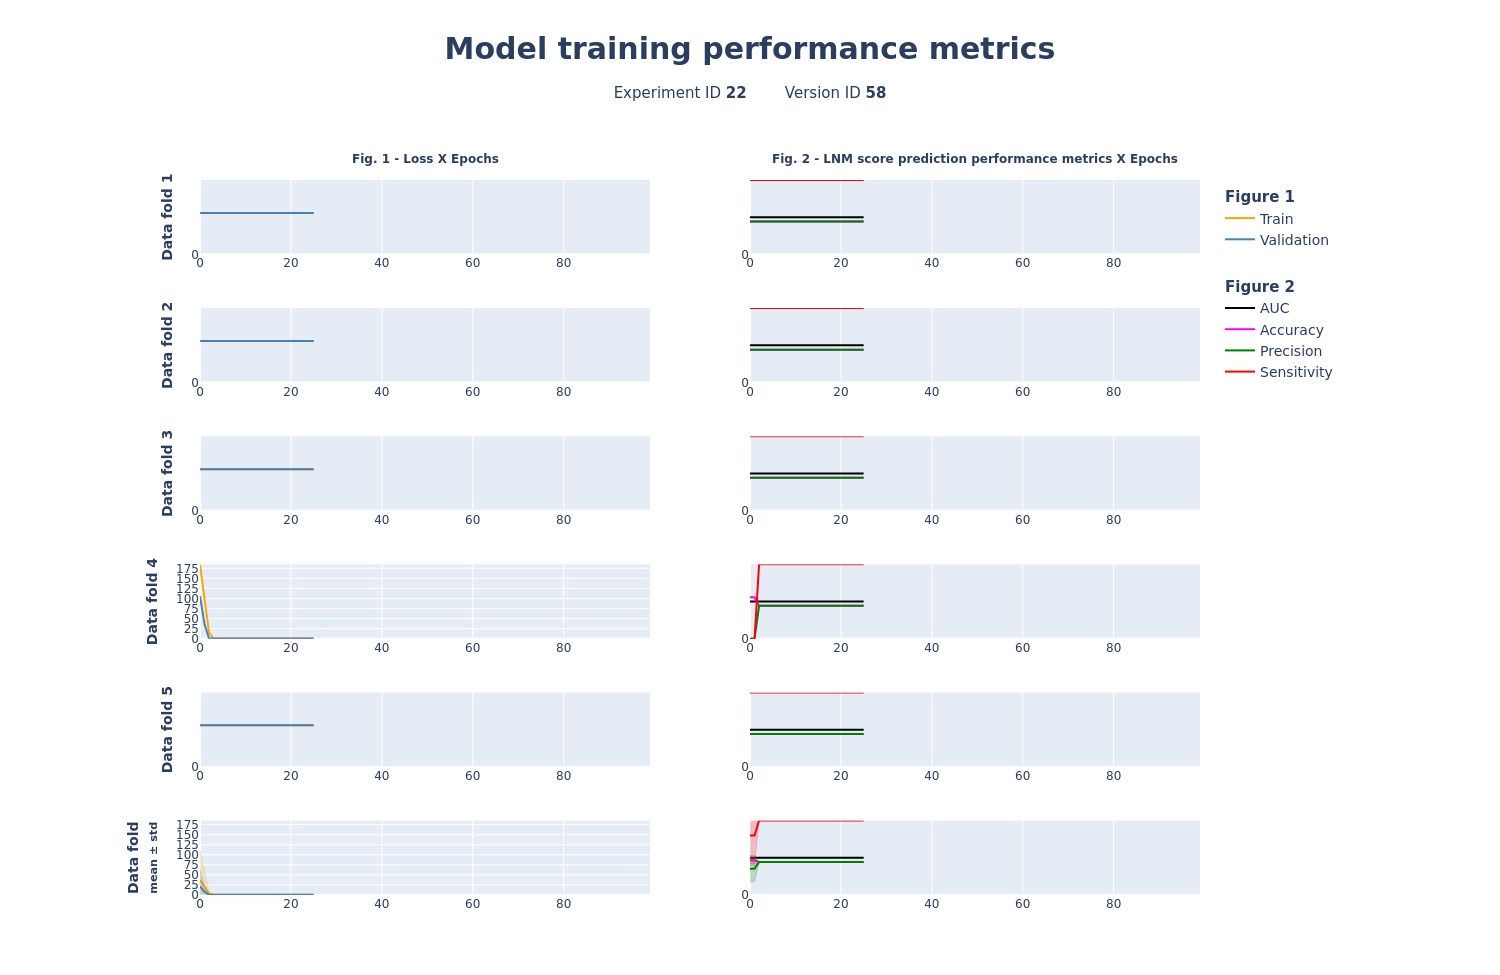 Model training performance metrics
Experiment ID 22 Version ID 58
Fig. 1 - Loss X Epochs
Fig. 2 - LNM score prediction performance metrics X Epochs
Data fold 1
0
0 20 40 60 80
0
0 20 40 60 80
Figure 1
Train
Validation
Figure 2
AUC
Accuracy
Precision
Sensitivity
Data fold 2
0
0 20 40 60 80
0
0 20 40 60 80
Data fold 3
0
0 20 40 60 80
0
0 20 40 60 80
Data fold 4
175
150
125
100
75
50
25
0
0 20 40 60 80
0
0 20 40 60 80
Data fold 5
0
0 20 40 60 80
0
0 20 40 60 80
Data fold
mean ± std
175
150
125
100
75
50
25
0
0 20 40 60 80
0
0 20 40 60 80